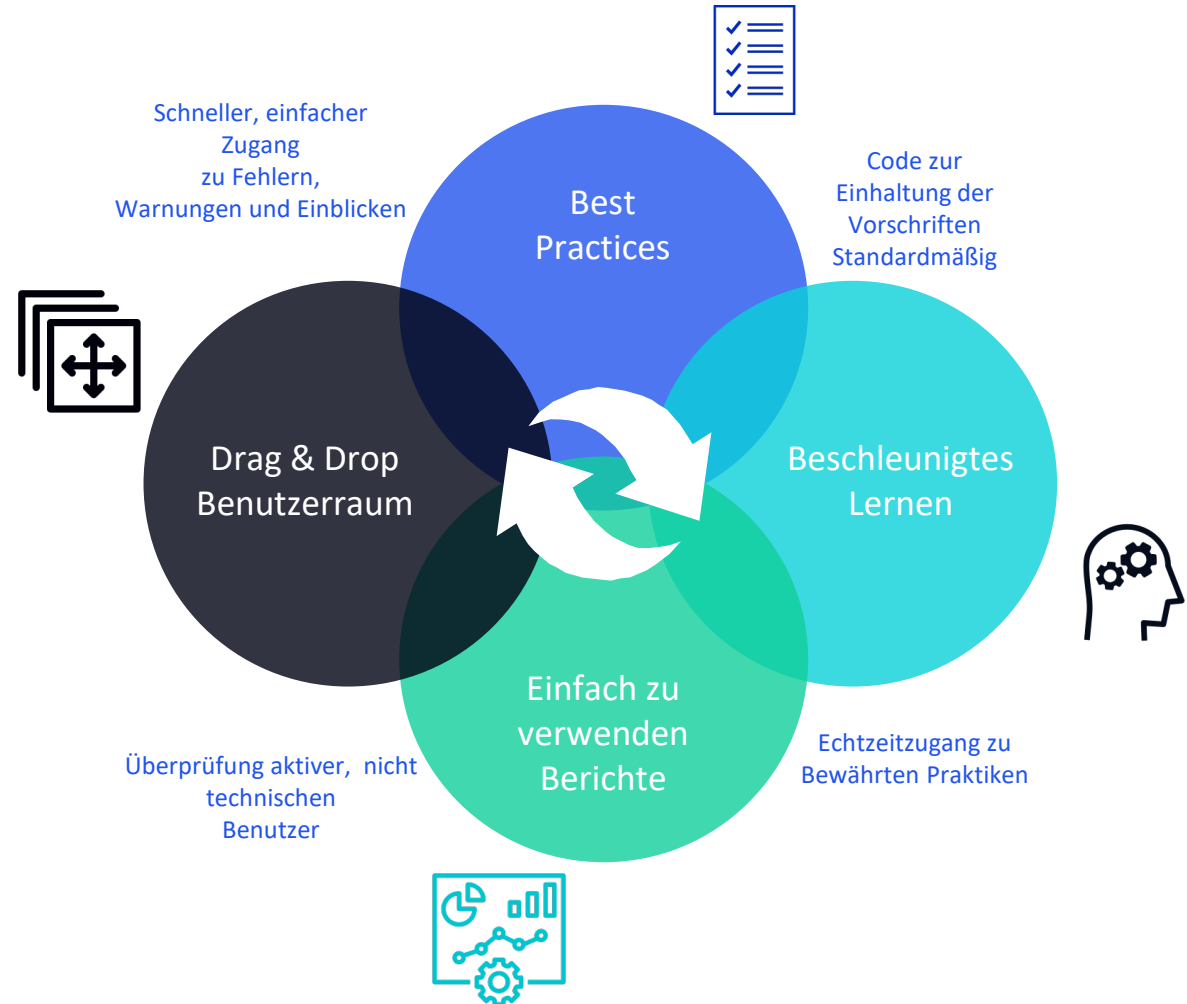 Schneller, einfacher
Zugang
zu Fehlern,
Warnungen und Einblicken
Best
Practices
Code zur
Einhaltung der
Vorschriften
Standardmäßig
Drag & Drop
Benutzerraum
Beschleunigtes
Lernen
Einfach zu
verwenden
Berichte
Überprüfung aktiver, nicht
technischen
Benutzer
Echtzeitzugang zu
Bewährten Praktiken